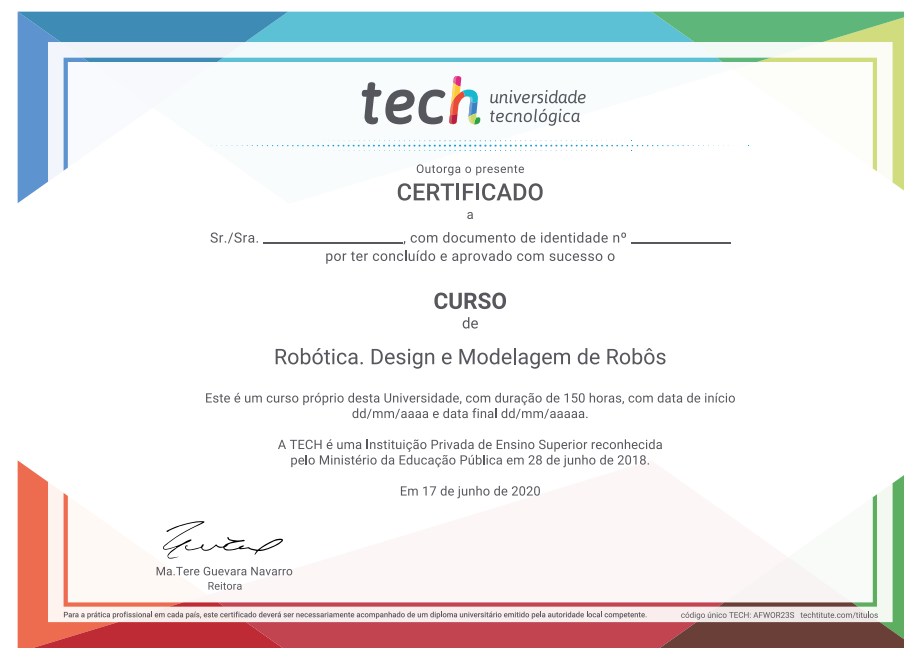 tech universidade
tecnológica
Outorga o presente
CERTIFICADO
a
Sr./Sra. ________________, com documento de identidade nº ____________
por ter concluído e aprovado com sucesso o
CURSO
de
Robótica. Design e Modelagem de Robôs
Este é um curso próprio desta Universidade, com duração de 150 horas, com data de início
dd/mm/aaaa e data final dd/mm/aaaaa.
A TECH é uma Instituição Privada de Ensino Superior reconhecida
pelo Ministério da Educação Pública em 28 de junho de 2018.
Em 17 de junho de 2020
Ma.Tere Guevara Navarro
Reitora
Para a prática profissional em cada país, este certificado deverá ser necessariamente acompanhado de um diploma universitário emitido pela autoridade local competente. código único TECH: AFWOR23S techtitute.com/titulos